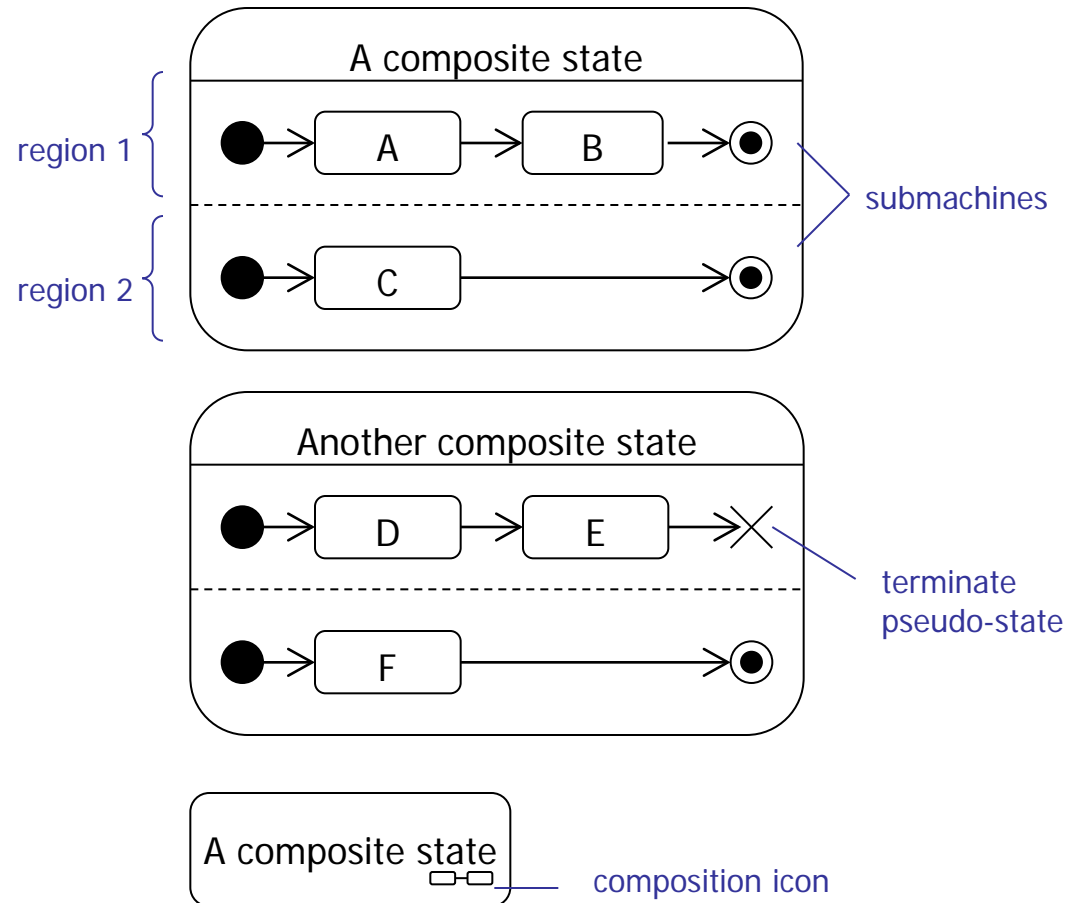 A composite state
region 1
A
B
submachines
region 2
C
Another composite state
D
E
terminate
pseudo-state
F
A composite state
composition icon